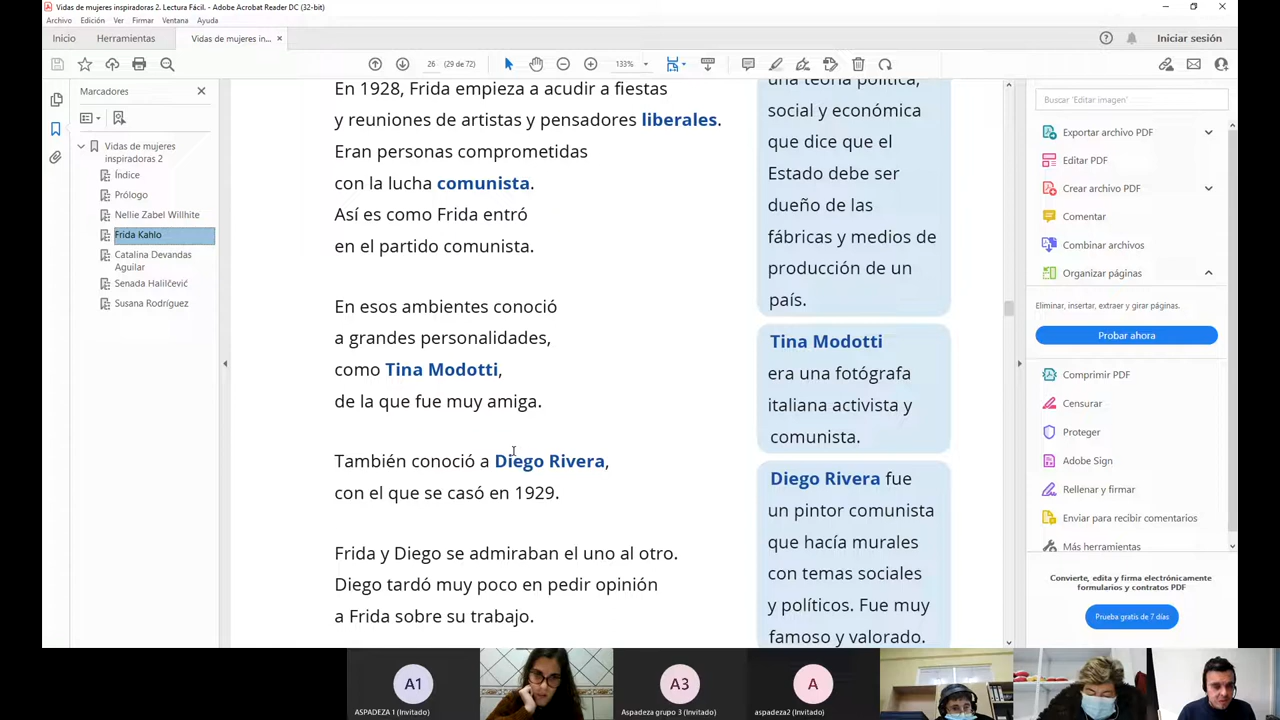 Vidas de mujeres inspiradoras 2. Lectura Fácil. - Adobe Acrobat Reader DC (32-bit)
Archivo Edición Ver Firmar Ventana Ayuda
Inicio Herramientas Vidas de mujeres in... × Iniciar sesión
26 (29 de 72) 133%
Marcadores
Vidas de mujeres
inspiradoras 2
Índice
Prólogo
Nellie Zabel Willhite
Frida Kahlo
Catalina Devandas
Aguilar
Senada Halilčević
Susana Rodríguez
En 1928, Frida empieza a acudir a fiestas
y reuniones de artistas y pensadores liberales.
Eran personas comprometidas
con la lucha comunista.
Así es como Frida entró
en el partido comunista.
En esos ambientes conoció
a grandes personalidades,
como Tina Modotti,
de la que fue muy amiga.
También conoció a Diego Rivera,
con el que se casó en 1929.
Frida y Diego se admiraban el uno al otro.
Diego tardó muy poco en pedir opinión
a Frida sobre su trabajo.
una teoría política,
social y económica
que dice que el
Estado debe ser
dueño de las
fábricas y medios de
producción de un
país.
Tina Modotti
era una fotógrafa
italiana activista y
comunista.
Diego Rivera fue
un pintor comunista
que hacía murales
con temas sociales
y políticos. Fue muy
famoso y valorado.
Buscar 'Editar imagen'
Exportar archivo PDF
Editar PDF
Crear archivo PDF
Comentar
Combinar archivos
Organizar páginas
Eliminar, insertar, extraer y girar páginas.
Probar ahora
Comprimir PDF
Censurar
Proteger
Adobe Sign
Rellenar y firmar
Enviar para recibir comentarios
Más herramientas
Convierte, edita y firma electrónicamente
formularios y contratos PDF
Prueba gratis de 7 días
A1 A3 A
ASPADEZA 1 (Invitado) Aspadeza grupo 3 (Invitado) aspadeza2 (Invitado)